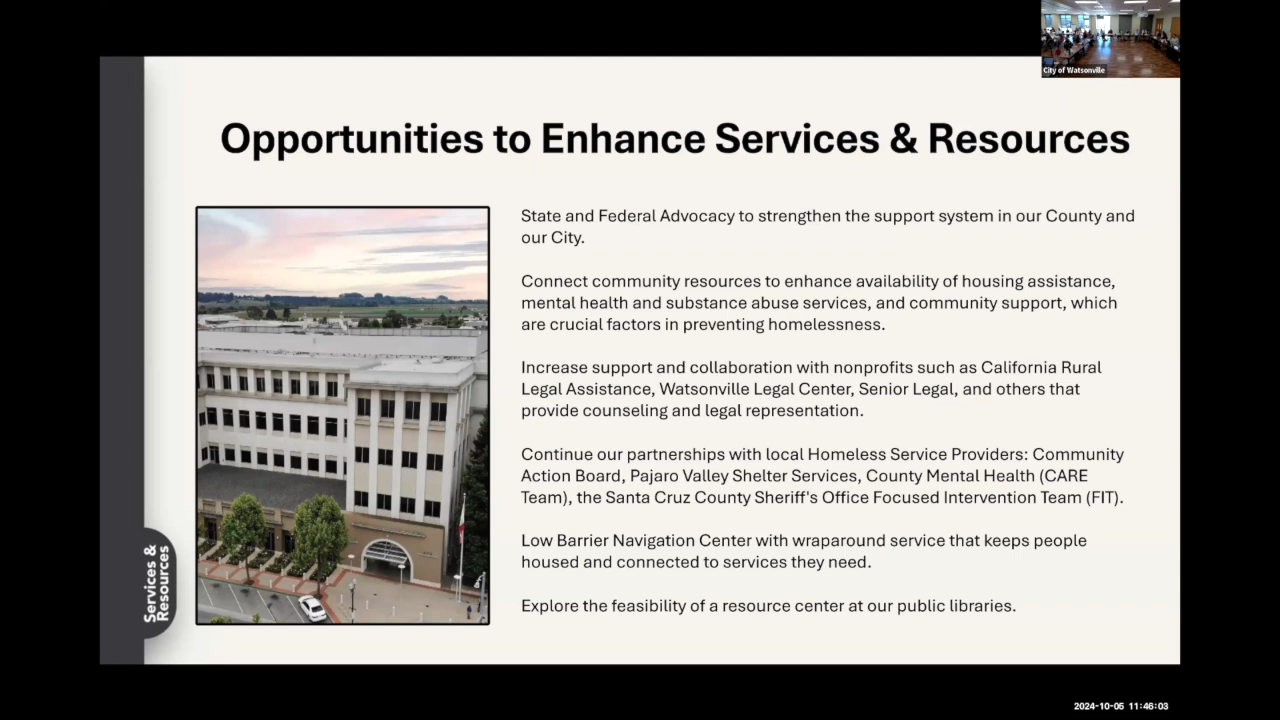 City of Watsonville
Opportunities to Enhance Services & Resources
State and Federal Advocacy to strengthen the support system in our County and
our City.
Connect community resources to enhance availability of housing assistance,
mental health and substance abuse services, and community support, which
are crucial factors in preventing homelessness.
Increase support and collaboration with nonprofits such as California Rural
Legal Assistance, Watsonville Legal Center, Senior Legal, and others that
provide counseling and legal representation.
Continue our partnerships with local Homeless Service Providers: Community
Action Board, Pajaro Valley Shelter Services, County Mental Health (CARE
Team), the Santa Cruz County Sheriff's Office Focused Intervention Team (FIT).
Low Barrier Navigation Center with wraparound service that keeps people
housed and connected to services they need.
Explore the feasibility of a resource center at our public libraries.
Services &
Resources
2024-10-05 11:46:03